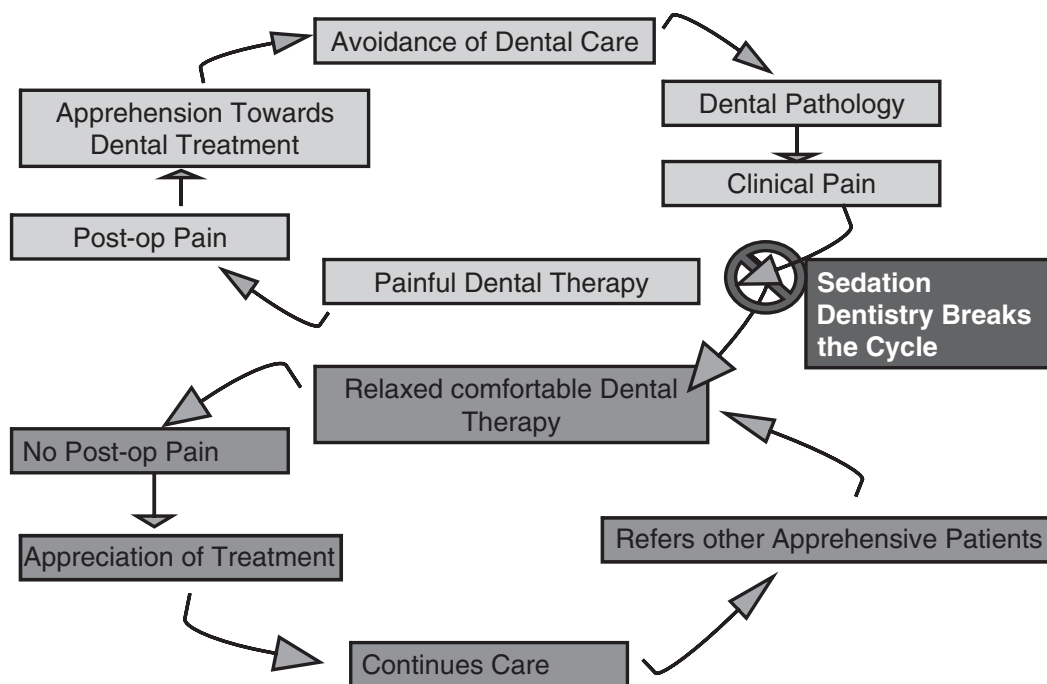 Avoidance of Dental Care
Apprehension Towards
Dental Treatment
Dental Pathology
Clinical Pain
Post-op Pain
Painful Dental Therapy
Sedation
Dentistry Breaks
the Cycle
Relaxed comfortable Dental
Therapy
No Post-op Pain
Appreciation of Treatment
Refers other Apprehensive Patients
Continues Care